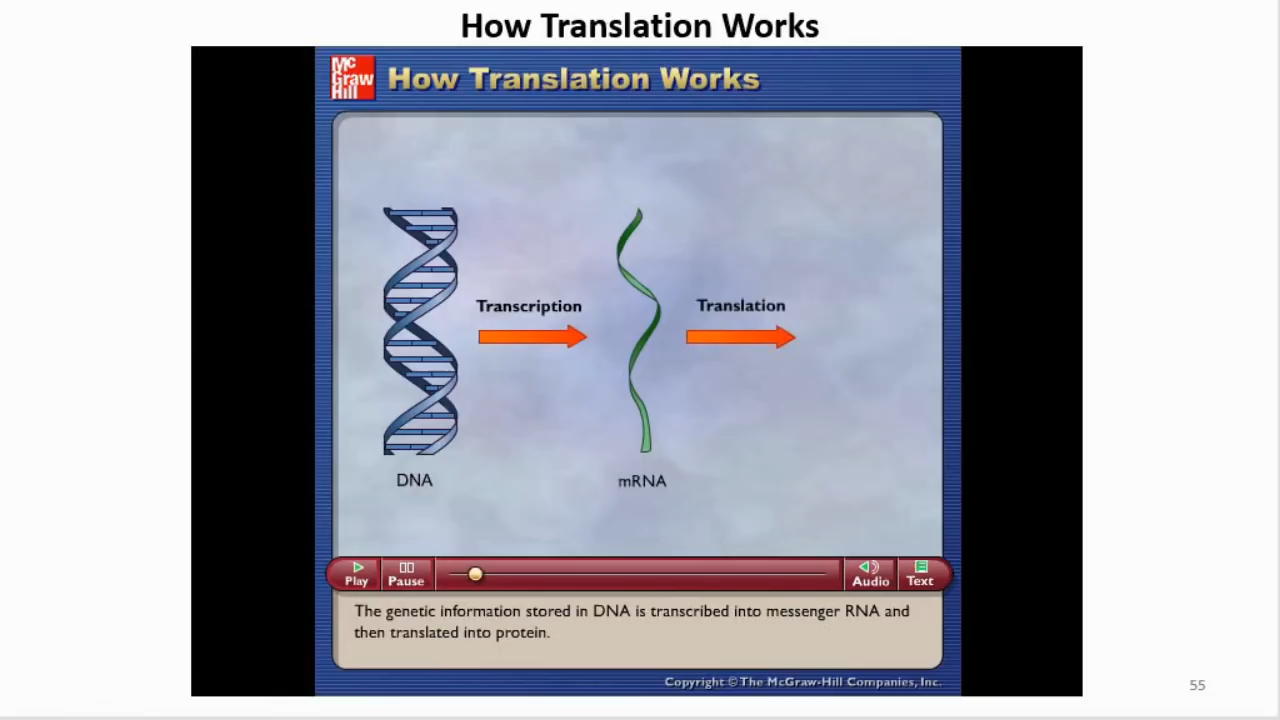 How Translation Works
Mc
Graw
Hill
How Translation Works
Transcription
Translation
DNA
mRNA
Play
Pause
Audio
Text
The genetic information stored in DNA is transcribed into messenger RNA and
then translated into protein.
Copyright © The McGraw-Hill Companies, Inc.
55